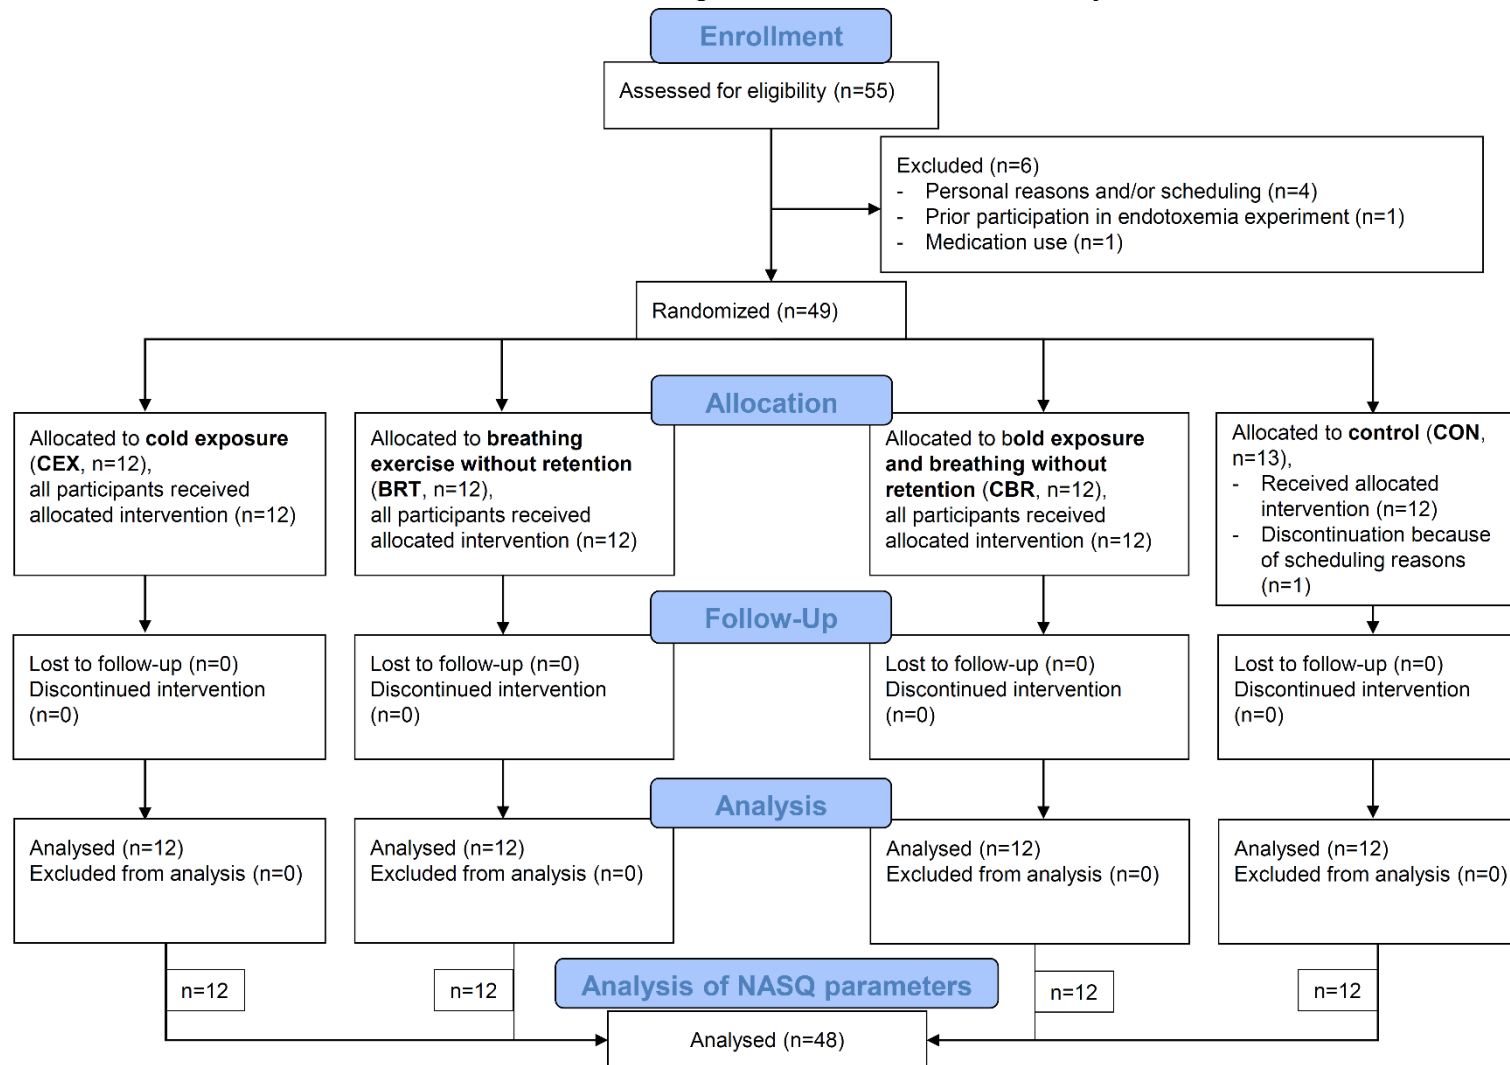 Enrollment
Assessed for eligibility (n=55)
Excluded (n=6)
- Personal reasons and/or scheduling (n=4)
- Prior participation in endotoxemia experiment (n=1)
- Medication use (n=1)
Randomized (n=49)
Allocation
Allocated to cold exposure
(CEX, n=12),
all participants received
allocated intervention (n=12)
Allocated to breathing
exercise without retention
(BRT, n=12),
all participants received
allocated intervention (n=12)
Allocated to bold exposure
and breathing without
retention (CBR, n=12),
all participants received
allocated intervention (n=12)
Allocated to control (CON,
n=13),
- Received allocated
intervention (n=12)
- Discontinuation because
of scheduling reasons
(n=1)
Follow-Up
Lost to follow-up (n=0)
Discontinued intervention
(n=0)
Lost to follow-up (n=0)
Discontinued intervention
(n=0)
Lost to follow-up (n=0)
Discontinued intervention
(n=0)
Lost to follow-up (n=0)
Discontinued intervention
(n=0)
Analysis
Analysed (n=12)
Excluded from analysis (n=0)
Analysed (n=12)
Excluded from analysis (n=0)
Analysed (n=12)
Excluded from analysis (n=0)
Analysed (n=12)
Excluded from analysis (n=0)
n=12
n=12
Analysis of NASQ parameters
n=12
n=12
Analysed (n=48)